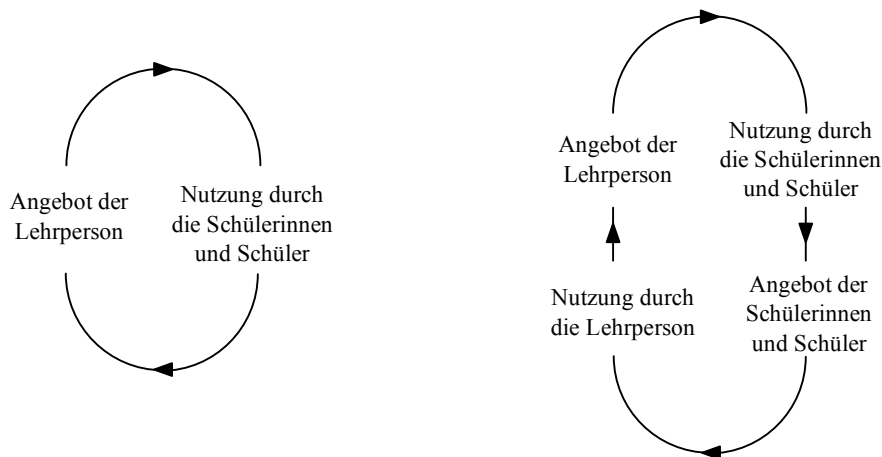 Angebot der
Lehrperson
Nutzung durch
die Schülerinnen
und Schüler
Angebot der
Lehrperson
Nutzung durch
die Schülerinnen
und Schüler
Nutzung durch
die Lehrperson
Angebot der
Schülerinnen
und Schüler